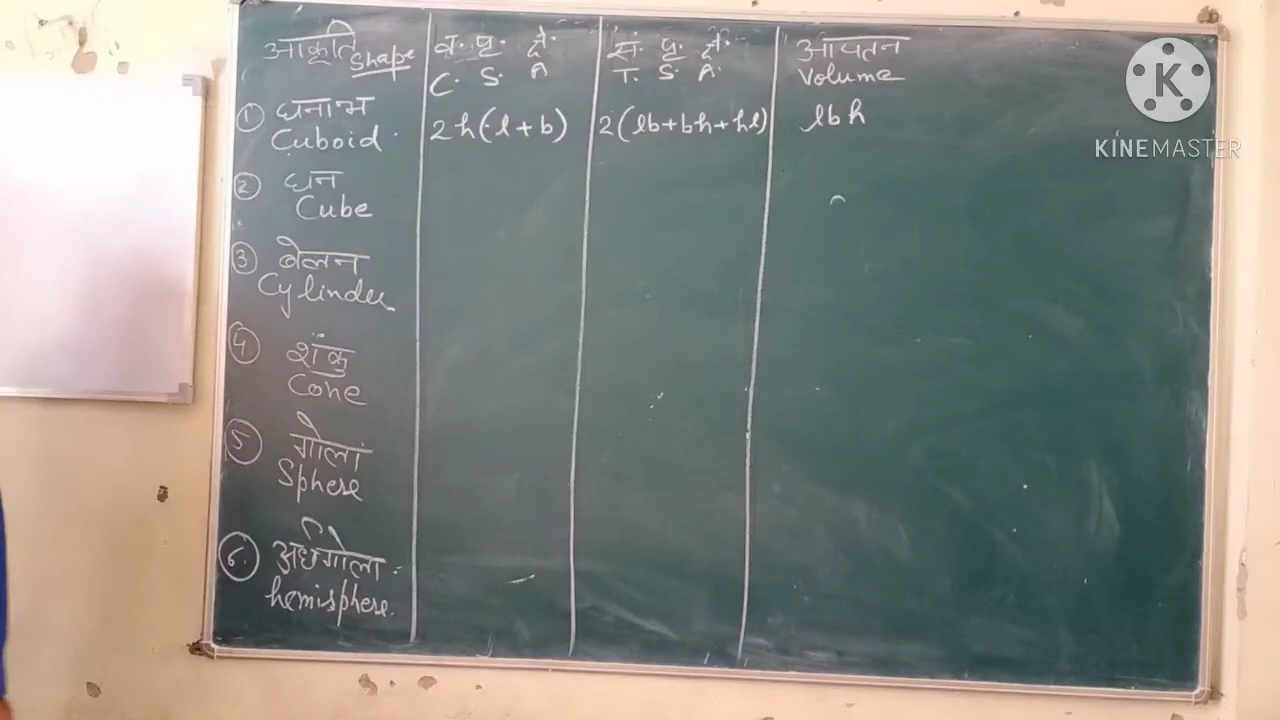 आकृति Shape
व. पृ. क्षे.
C. S. A
सं. पृ. क्षे.
T. S. A.
आयतन
Volume
① घनाभ
Cuboid
2h(l+b)
2(lb+bh+hl)
lbh
② घन
Cube
③ बेलन
Cylinder
④ शंकु
Cone
⑤ गोला
Sphere
⑥ अर्धगोला
hemisphere.
K
KINEMASTER